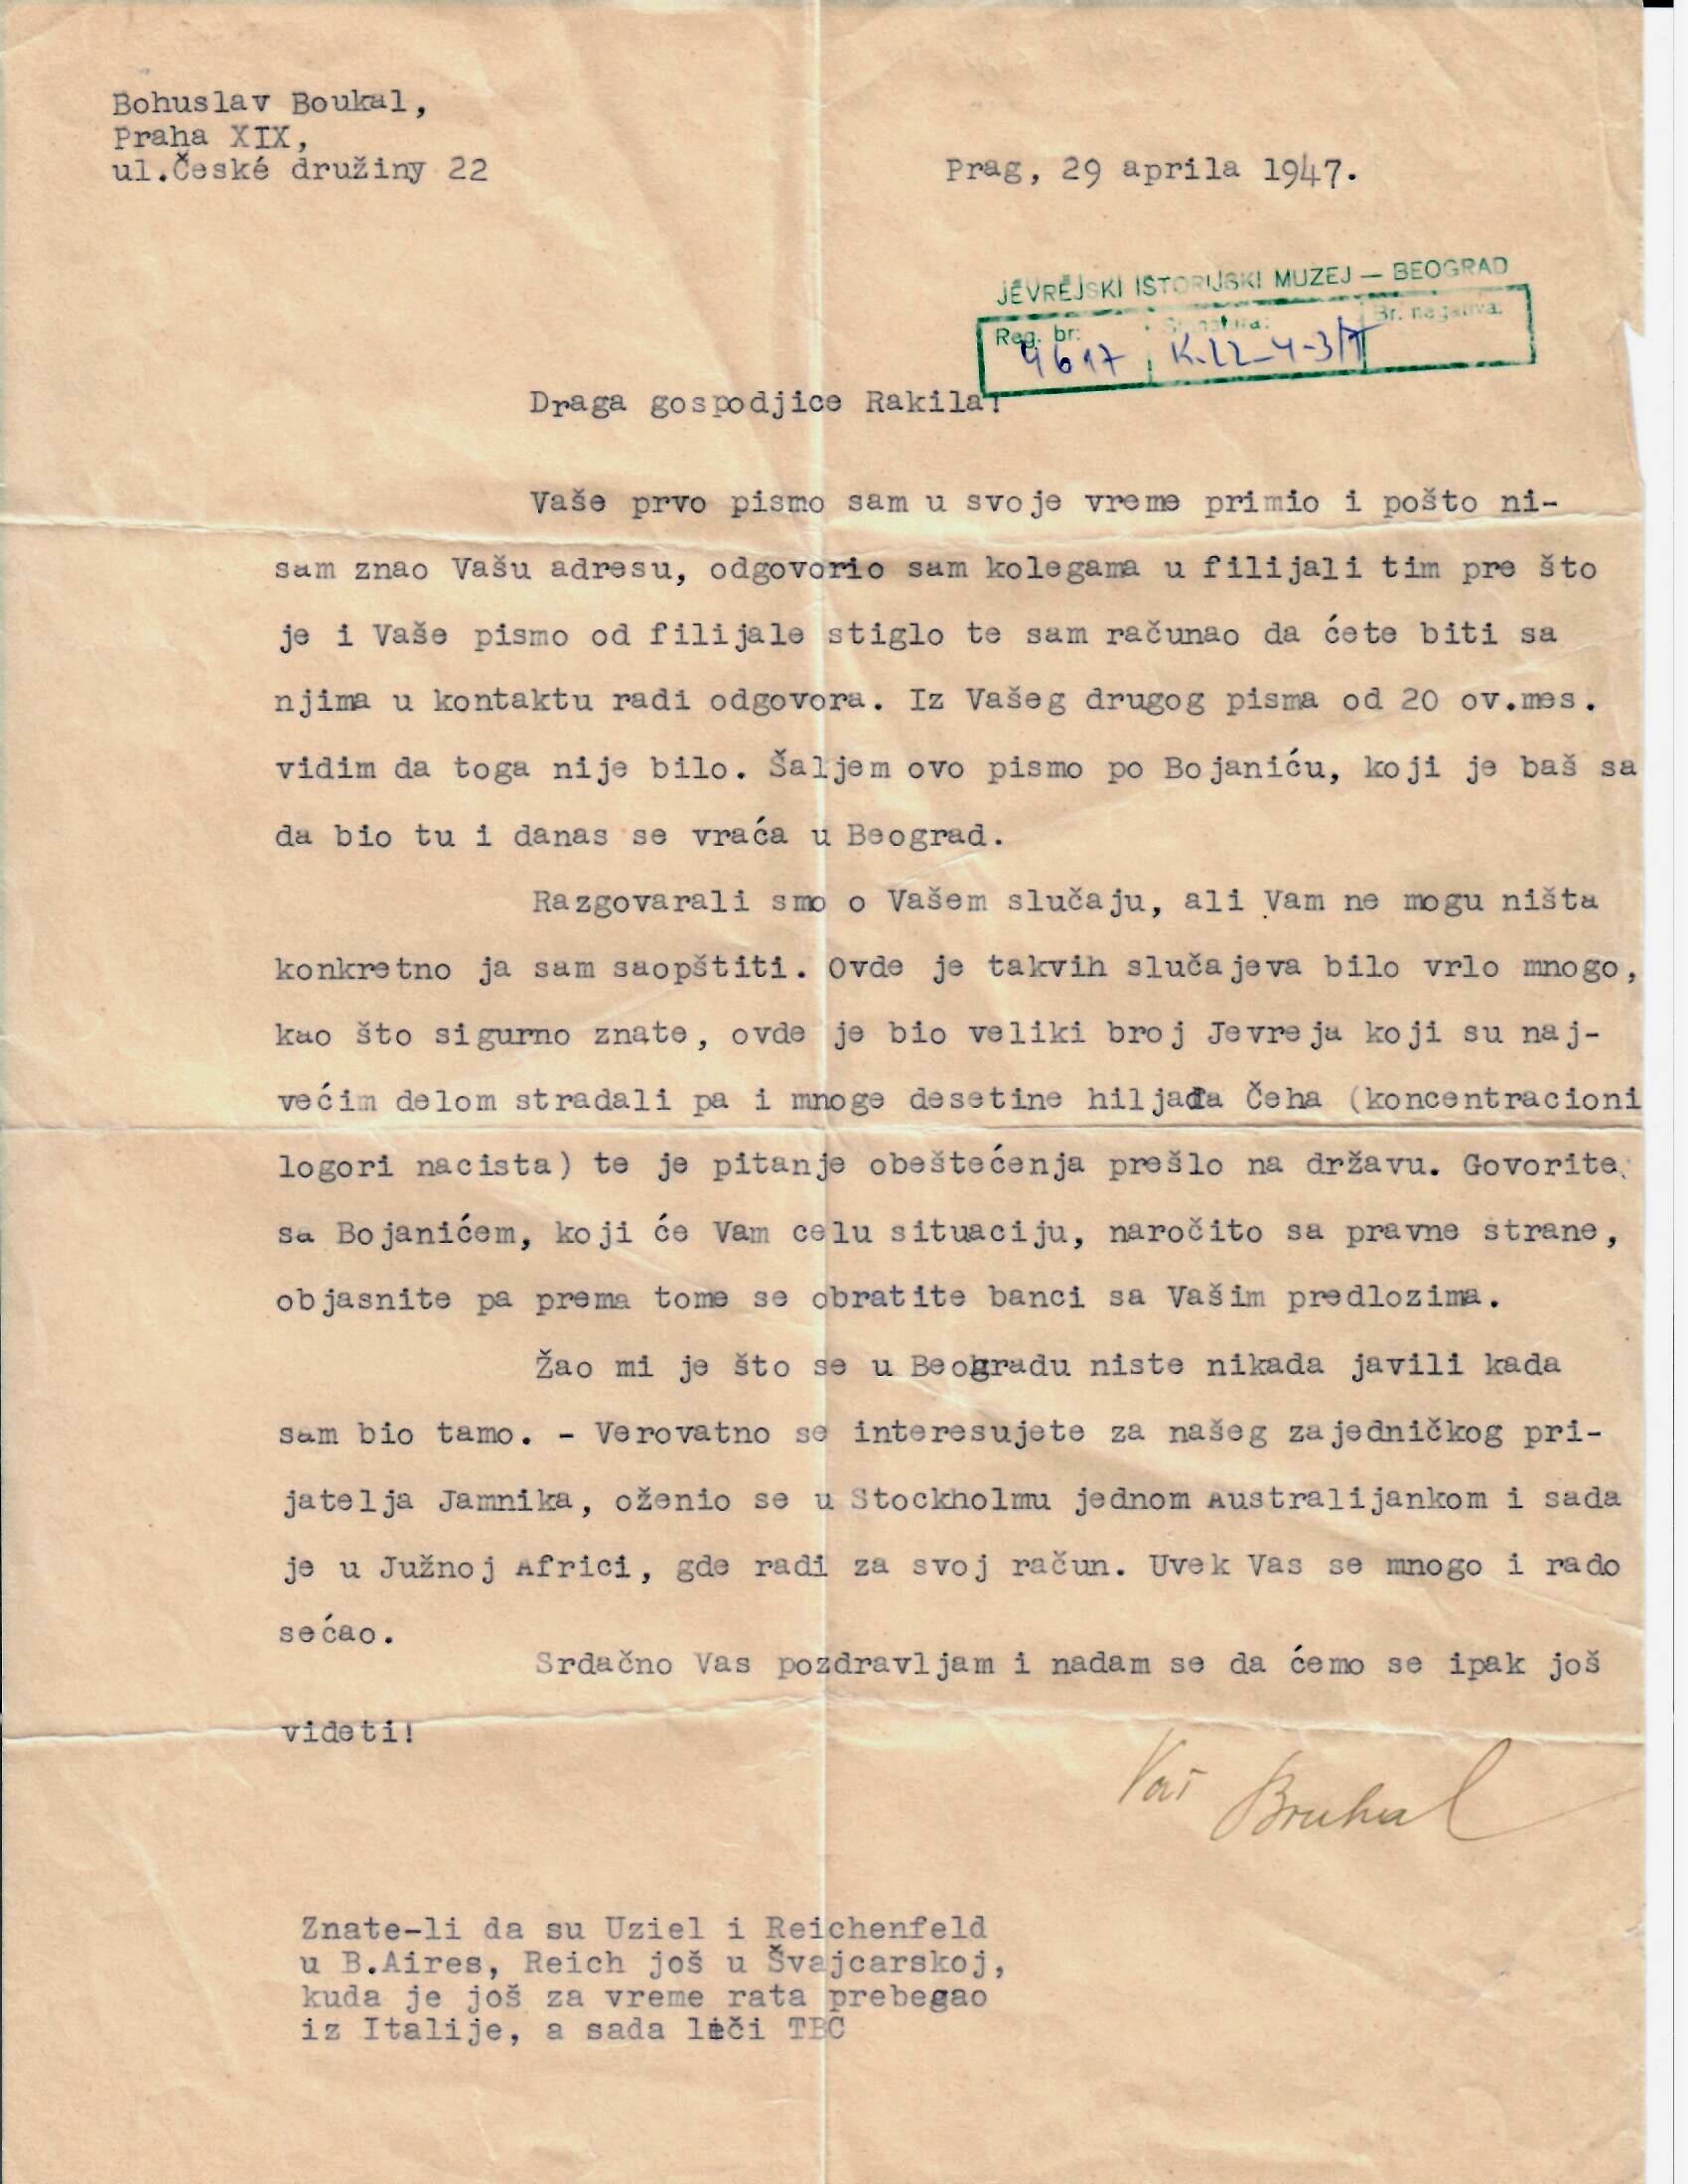 Bohuslav Boukal,
Praha XIX,
ul.České družiny 22
Prag, 29 aprila 1947.
JEVREJSKI ISTORIJSKI MUZEJ — BEOGRAD
Reg. br: Signatura: Br. negativa:
4617 K.22-4-3/
Draga gospodjice Rakila!
Vaše prvo pismo sam u svoje vreme primio i pošto ni-
sam znao Vašu adresu, odgovorio sam kolegama u filijali tim pre što
je i Vaše pismo od filijale stiglo te sam računao da ćete biti sa
njima u kontaktu radi odgovora. Iz Vašeg drugog pisma od 20 ov.mes.
vidim da toga nije bilo. Šaljem ovo pismo po Bojaniću, koji je baš sa
da bio tu i danas se vraća u Beograd.
Razgovarali smo o Vašem slučaju, ali Vam ne mogu ništa
konkretno ja sam saopštiti. Ovde je takvih slučajeva bilo vrlo mnogo,
kao što sigurno znate, ovde je bio veliki broj Jevreja koji su naj-
većim delom stradali pa i mnoge desetine hiljada Čeha (koncentracioni
logori nacista) te je pitanje obeštećenja prešlo na državu. Govorite
sa Bojanićem, koji će Vam celu situaciju, naročito sa pravne strane,
objasnite pa prema tome se obratite banci sa Vašim predlozima.
Žao mi je što se u Beogradu niste nikada javili kada
sam bio tamo. - Verovatno se interesujete za našeg zajedničkog pri-
jatelja Jamnika, oženio se u Stockholmu jednom Australijankom i sada
je u Južnoj Africi, gde radi za svoj račun. Uvek Vas se mnogo i rado
sećao.
Srdačno Vas pozdravljam i nadam se da ćemo se ipak još
videti!
Vaš Boukal
Znate-li da su Uziel i Reichenfeld
u B.Aires, Reich još u Švajcarskoj,
kuda je još za vreme rata prebegao
iz Italije, a sada leči TBC